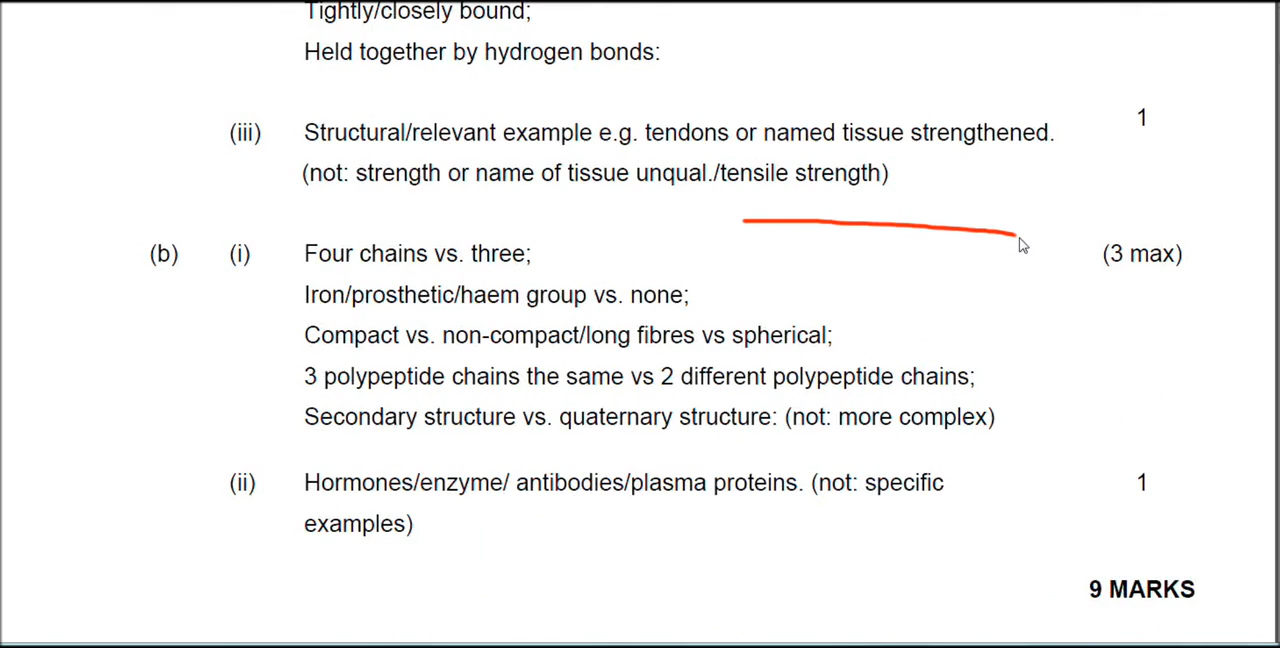 Tightly/closely bound;
Held together by hydrogen bonds:
(iii) Structural/relevant example e.g. tendons or named tissue strengthened. 1
(not: strength or name of tissue unqual./tensile strength)
(b) (i) Four chains vs. three; (3 max)
Iron/prosthetic/haem group vs. none;
Compact vs. non-compact/long fibres vs spherical;
3 polypeptide chains the same vs 2 different polypeptide chains;
Secondary structure vs. quaternary structure: (not: more complex)
(ii) Hormones/enzyme/ antibodies/plasma proteins. (not: specific 1
examples)
9 MARKS